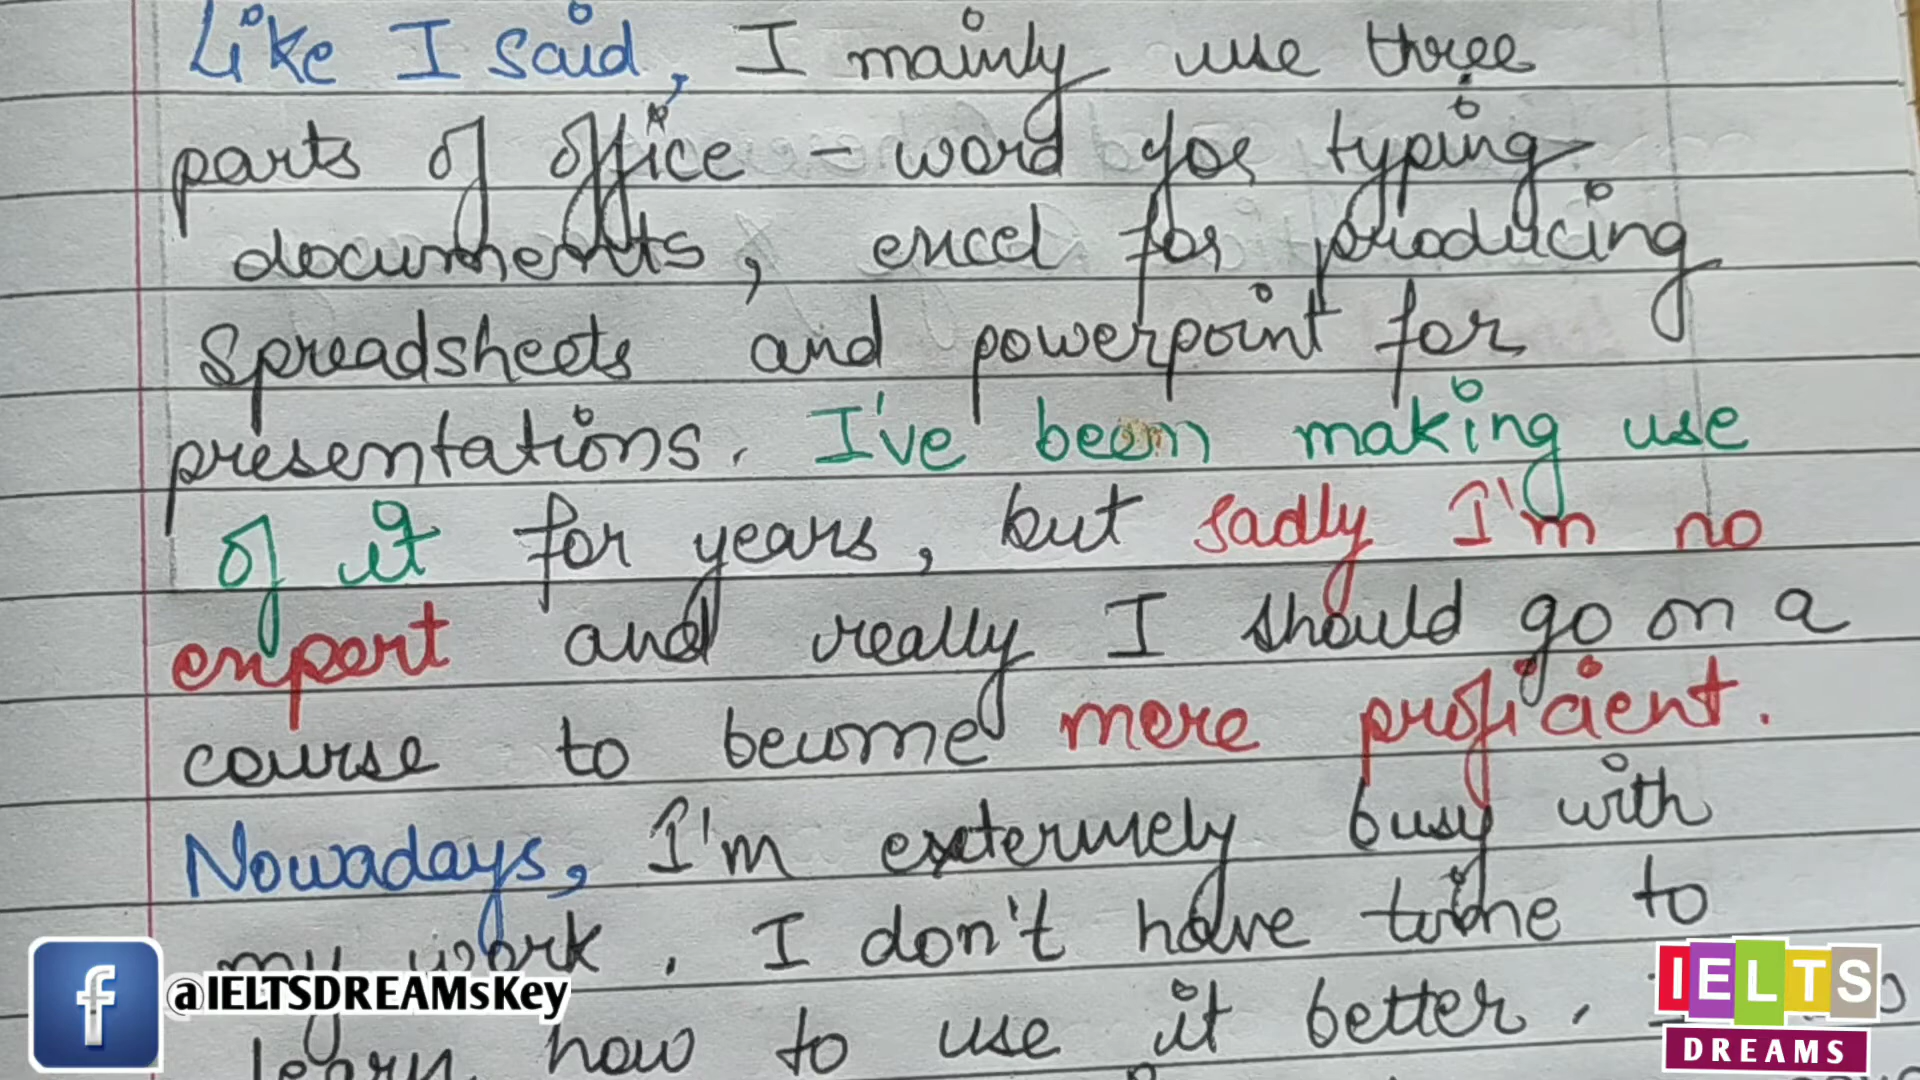 Like I said, I mainly use three
parts of office - word for typing
documents, excel for producing
Spreadsheets and powerpoint for
presentations. I've been making use
of it for years, but sadly I'm no
expert and really I should go on a
course to become more proficient.
Nowadays, I'm extermely busy with
my work. I don't have time to
learn how to use it better.
@IELTSDREAMsKey
IELTS
DREAMS